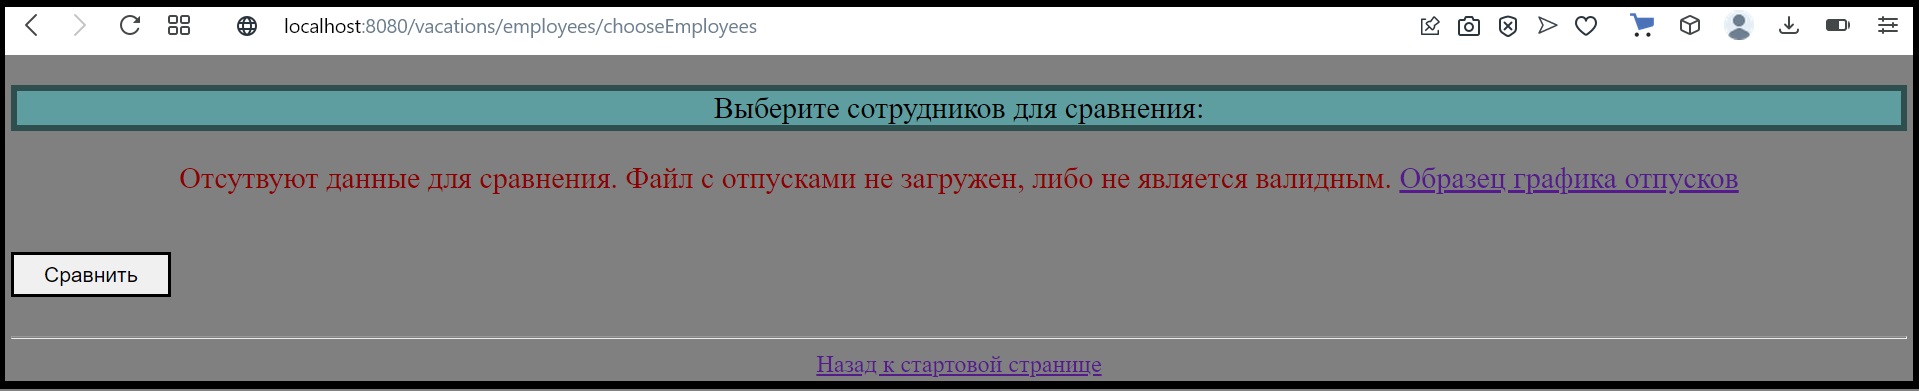 localhost:8080/vacations/employees/chooseEmployees
Выберите сотрудников для сравнения:
Отсутвуют данные для сравнения. Файл с отпусками не загружен, либо не является валидным. Образец графика отпусков
Сравнить
Назад к стартовой странице